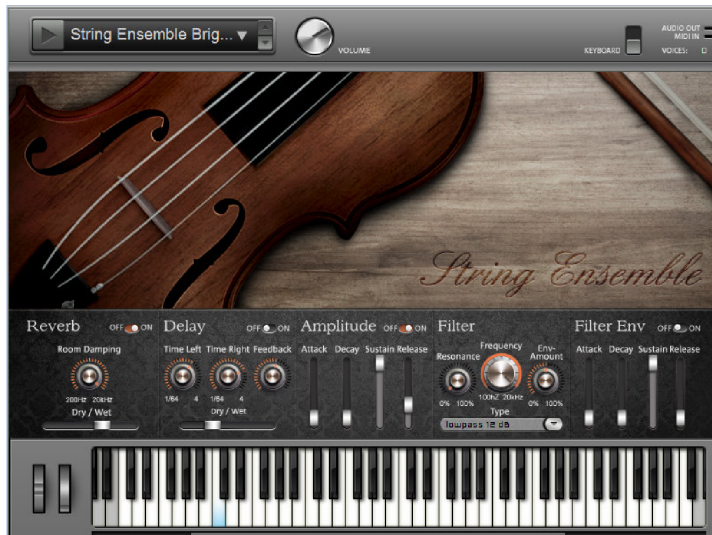 String Ensemble Brig... ▼
VOLUME
KEYBOARD
AUDIO OUT
MIDI IN
VOICES: 0
String Ensemble
Reverb OFF ON
Delay OFF ON
Amplitude OFF ON
Filter
Filter Env OFF ON
Room Damping
200Hz 20kHz
Dry / Wet
Time Left Time Right Feedback
1/64 4 1/64 4
Dry / Wet
Attack Decay Sustain Release
Resonance Frequency Env-
Amount
0% 100% 100hZ 20kHz 0% 100%
Type
lowpass 12 dB
Attack Decay Sustain Release